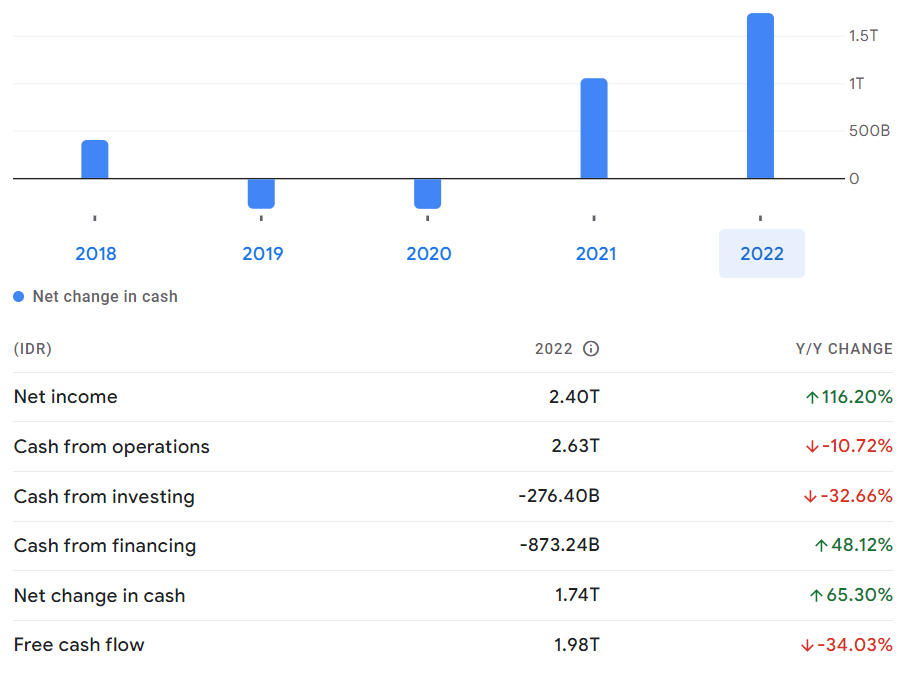 1.5T
1T
500B
0
2018 2019 2020 2021 2022
Net change in cash
(IDR) 2022 Y/Y CHANGE
Net income 2.40T ↑116.20%
Cash from operations 2.63T ↓-10.72%
Cash from investing -276.40B ↓-32.66%
Cash from financing -873.24B ↑48.12%
Net change in cash 1.74T ↑65.30%
Free cash flow 1.98T ↓-34.03%